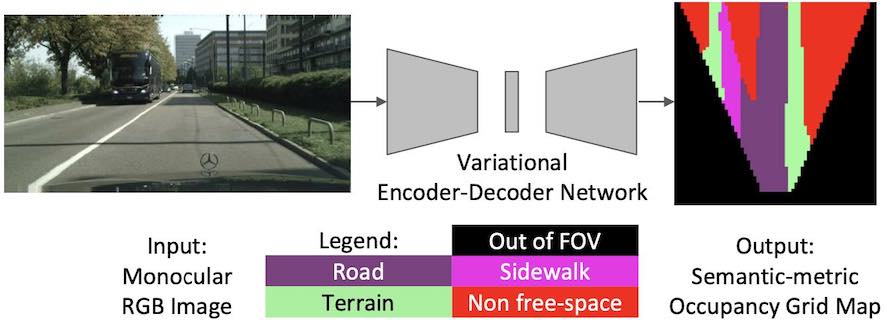 Variational
Encoder-Decoder Network
Input:
Monocular
RGB Image
Legend:
Out of FOV
Road
Sidewalk
Terrain
Non free-space
Output:
Semantic-metric
Occupancy Grid Map